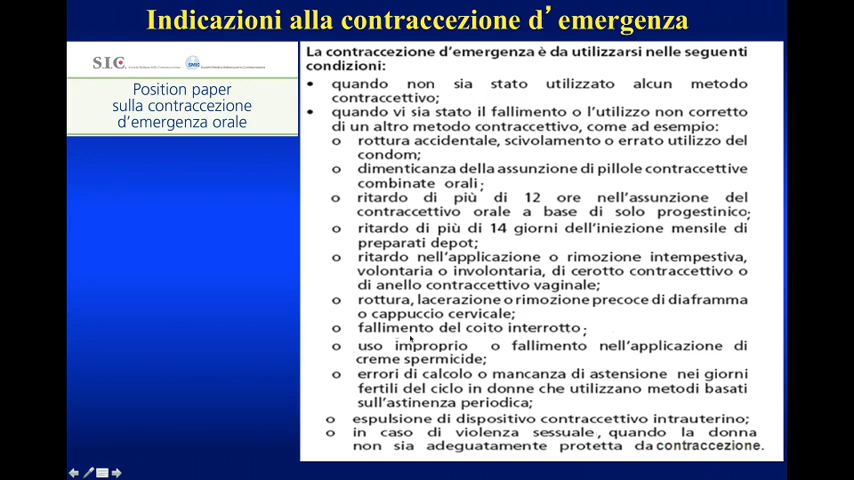 Indicazioni alla contraccezione d'emergenza
S.I.C.
SMIC
Position paper
sulla contraccezione
d'emergenza orale
La contraccezione d'emergenza è da utilizzarsi nelle seguenti
condizioni:
• quando non sia stato utilizzato alcun metodo
contraccettivo;
• quando vi sia stato il fallimento o l'utilizzo non corretto
di un altro metodo contraccettivo, come ad esempio:
o rottura accidentale, scivolamento o errato utilizzo del
condom;
o dimenticanza della assunzione di pillole contraccettive
combinate orali;
o ritardo di più di 12 ore nell'assunzione del
contraccettivo orale a base di solo progestinico;
o ritardo di più di 14 giorni dell'iniezione mensile di
preparati depot;
o ritardo nell'applicazione o rimozione intempestiva,
volontaria o involontaria, di cerotto contraccettivo o
di anello contraccettivo vaginale;
o rottura, lacerazione o rimozione precoce di diaframma
o cappuccio cervicale;
o fallimento del coito interrotto;
o uso improprio o fallimento nell'applicazione di
creme spermicide;
o errori di calcolo o mancanza di astensione nei giorni
fertili del ciclo in donne che utilizzano metodi basati
sull'astinenza periodica;
o espulsione di dispositivo contraccettivo intrauterino;
o in caso di violenza sessuale, quando la donna
non sia adeguatamente protetta da contraccezione.